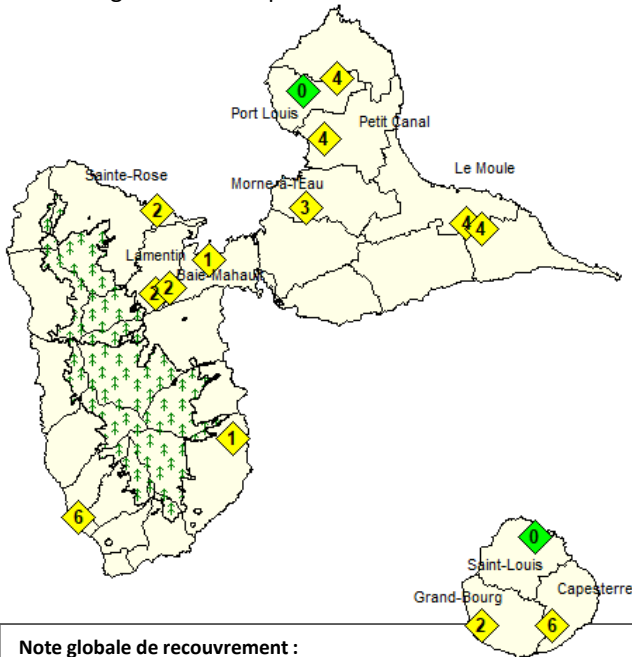 4
0
Port Louis
Petit Canal
4
Le Moule
Sainte-Rose
Morne-à-l'Eau
2
3
4 4
Lamentin
1
Baie-Mahault
2 2
1
6
0
Saint-Louis
Grand-Bourg
Capesterre
2
6
Note globale de recouvrement :